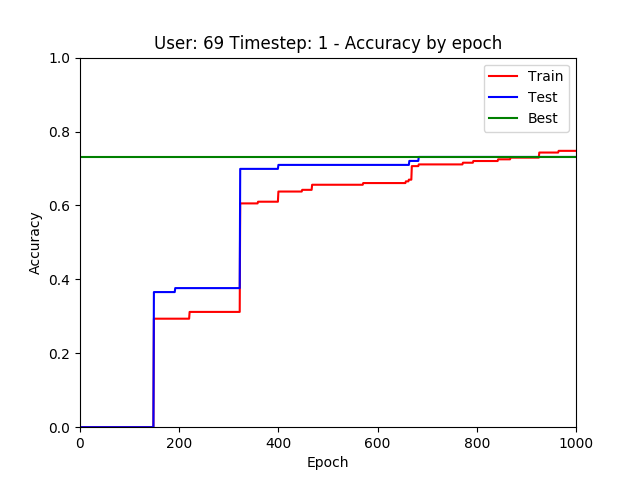 User: 69 Timestep: 1 - Accuracy by epoch
1.0
0.8
0.6
0.4
0.2
0.0
Accuracy
Train
Test
Best
0 200 400 600 800 1000
Epoch